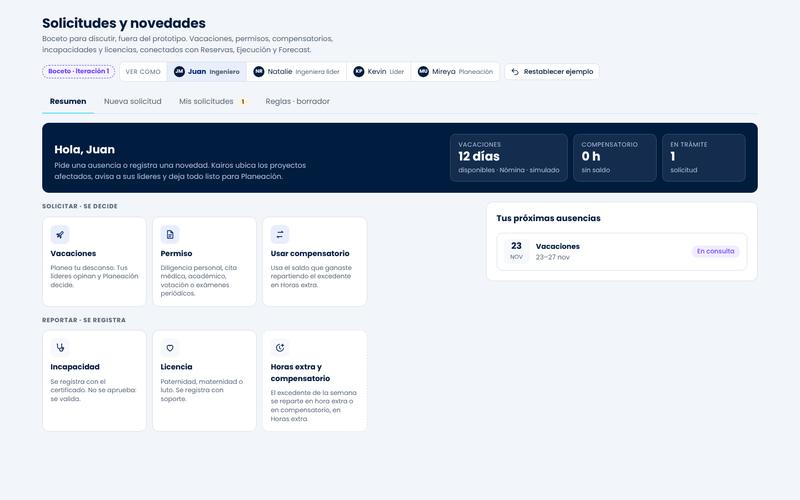 Solicitudes y novedades
Boceto para discutir, fuera del prototipo. Vacaciones, permisos, compensatorios,
incapacidades y licencias, conectados con Reservas, Ejecución y Forecast.
Boceto · Iteración 1
VER COMO
JM Juan Ingeniero
NR Natalie Ingeniera líder
KP Kevin Líder
MU Mireya Planeación
Restablecer ejemplo
Resumen
Nueva solicitud
Mis solicitudes 1
Reglas · borrador
Hola, Juan
Pide una ausencia o registra una novedad. Kairos ubica los proyectos
afectados, avisa a sus líderes y deja todo listo para Planeación.
VACACIONES
12 días
disponibles · Nómina · simulado
COMPENSATORIO
0 h
sin saldo
EN TRÁMITE
1
solicitud
SOLICITAR · SE DECIDE
Vacaciones
Planea tu descanso. Tus
líderes opinan y Planeación
decide.
Permiso
Diligencia personal, cita
médica, académico,
votación o exámenes
periódicos.
Usar compensatorio
Usa el saldo que ganaste
repartiendo el excedente
en Horas extra.
REPORTAR · SE REGISTRA
Incapacidad
Se registra con el
certificado. No se aprueba:
se valida.
Licencia
Paternidad, maternidad o
luto. Se registra con
soporte.
Horas extra y
compensatorio
El excedente de la semana
se reparte en hora extra o
en compensatorio, en
Horas extra.
Tus próximas ausencias
23
NOV
Vacaciones
23–27 nov
En consulta